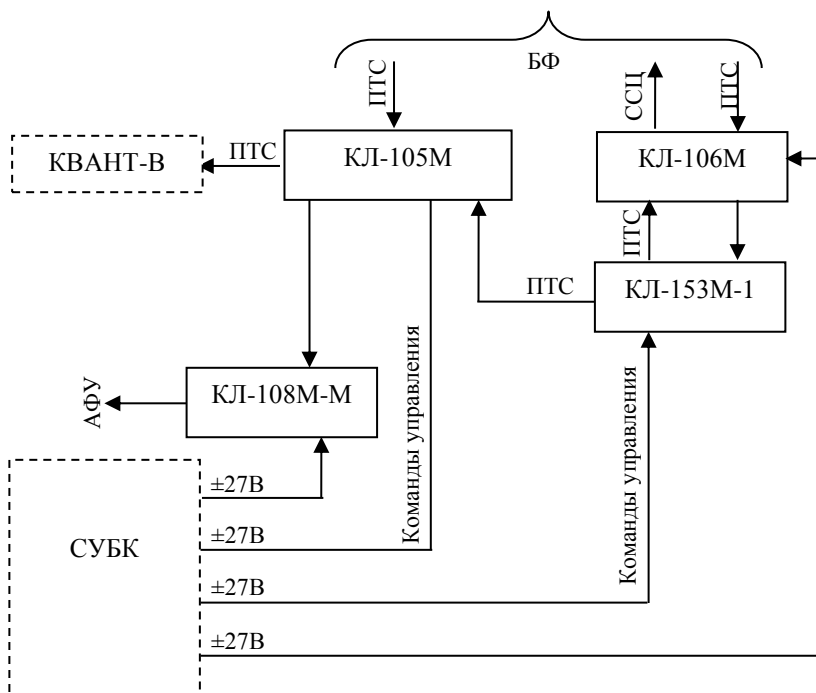 БФ
ПТС
ССЦ
ПТС
КВАНТ-В
ПТС
КЛ-105М
КЛ-106М
ПТС
ПТС
КЛ-153М-1
АФУ
КЛ-108М-М
Команды управления
Команды управления
±27В
СУБК
±27В
±27В
±27В